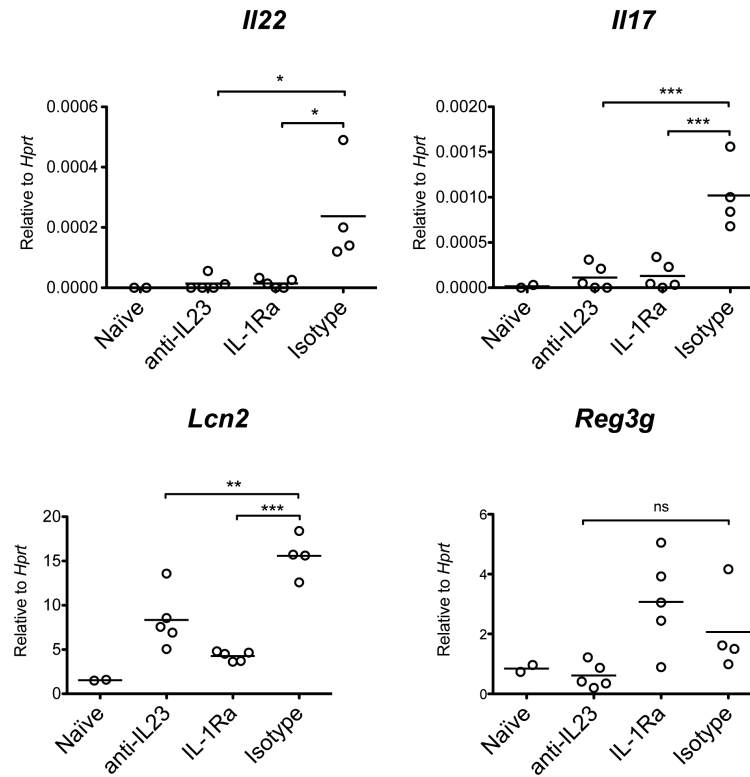 Il22
Relative to Hprt
0.0006
0.0004
0.0002
0.0000
*
*
Naïve
anti-IL23
IL-1Ra
Isotype
Il17
Relative to Hprt
0.0020
0.0015
0.0010
0.0005
0.0000
***
***
Naïve
anti-IL23
IL-1Ra
Isotype
Lcn2
Relative to Hprt
20
15
10
5
0
**
***
Naïve
anti-IL23
IL-1Ra
Isotype
Reg3g
Relative to Hprt
6
4
2
0
ns
Naïve
anti-IL23
IL-1Ra
Isotype